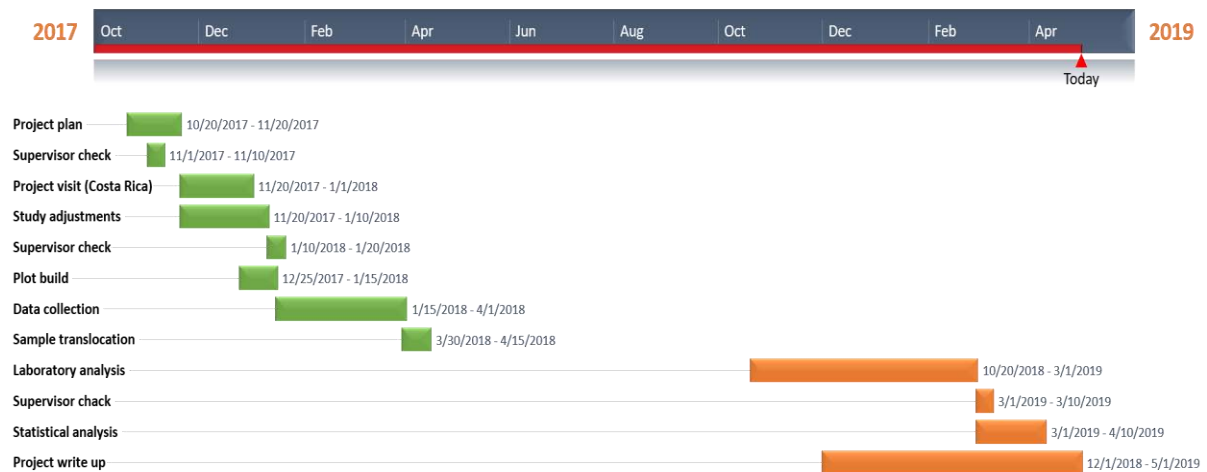 2017 Oct Dec Feb Apr Jun Aug Oct Dec Feb Apr 2019
Today
Project plan 10/20/2017 - 11/20/2017
Supervisor check 11/1/2017 - 11/10/2017
Project visit (Costa Rica) 11/20/2017 - 1/1/2018
Study adjustments 11/20/2017 - 1/10/2018
Supervisor check 1/10/2018 - 1/20/2018
Plot build 12/25/2017 - 1/15/2018
Data collection 1/15/2018 - 4/1/2018
Sample translocation 3/30/2018 - 4/15/2018
Laboratory analysis 10/20/2018 - 3/1/2019
Supervisor chack 3/1/2019 - 3/10/2019
Statistical analysis 3/1/2019 - 4/10/2019
Project write up 12/1/2018 - 5/1/2019